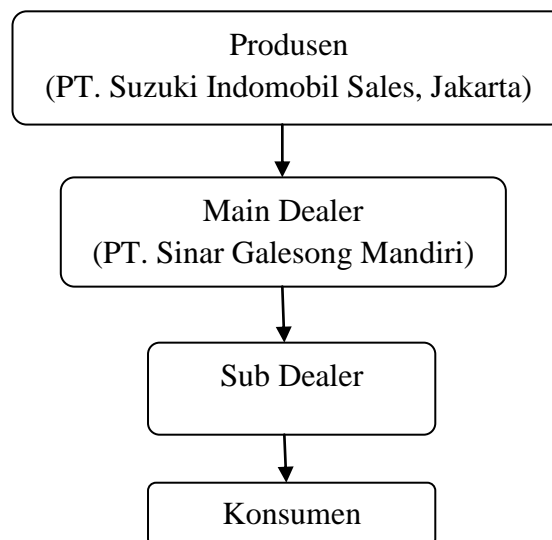 Produsen
(PT. Suzuki Indomobil Sales, Jakarta)
Main Dealer
(PT. Sinar Galesong Mandiri)
Sub Dealer
Konsumen